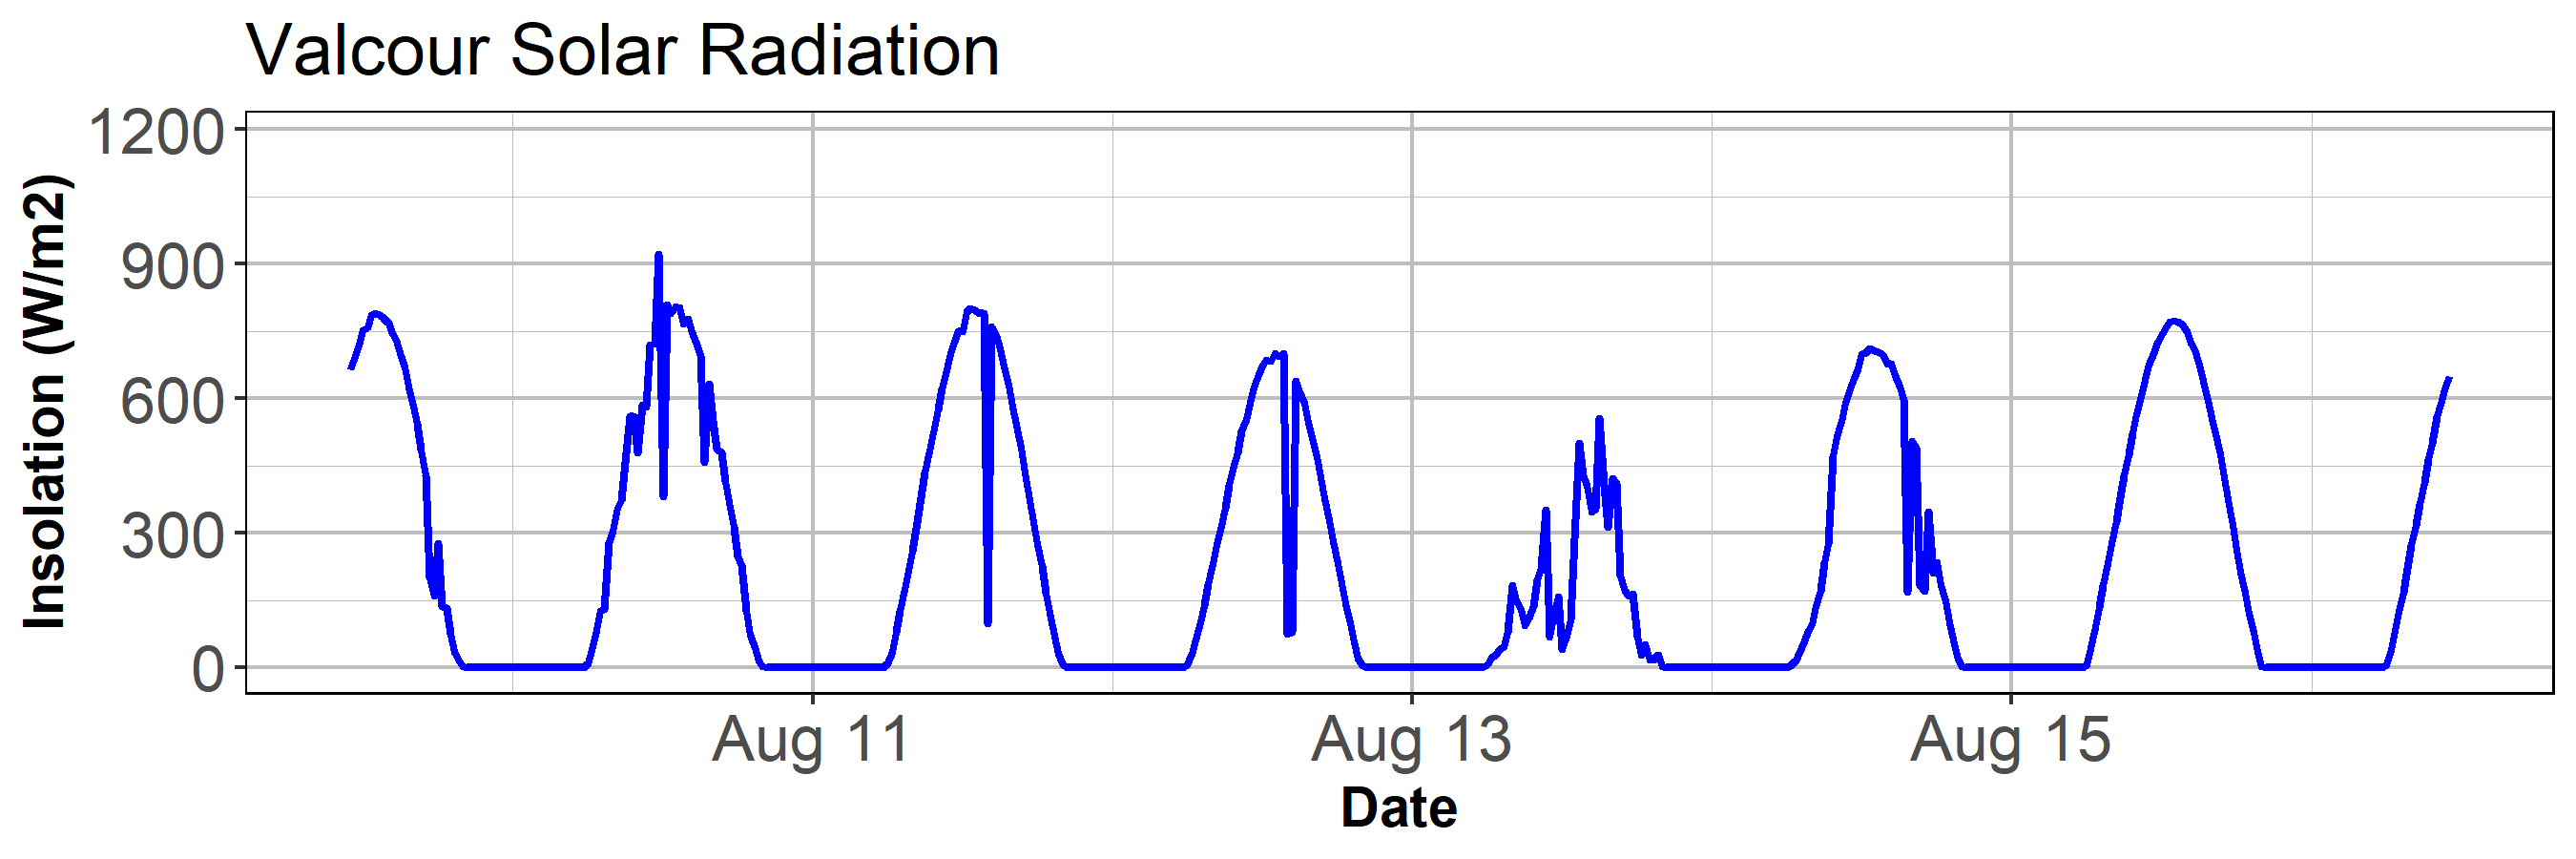 Valcour Solar Radiation
1200
900
600
300
0
Insolation (W/m2)
Aug 11
Aug 13
Aug 15
Date